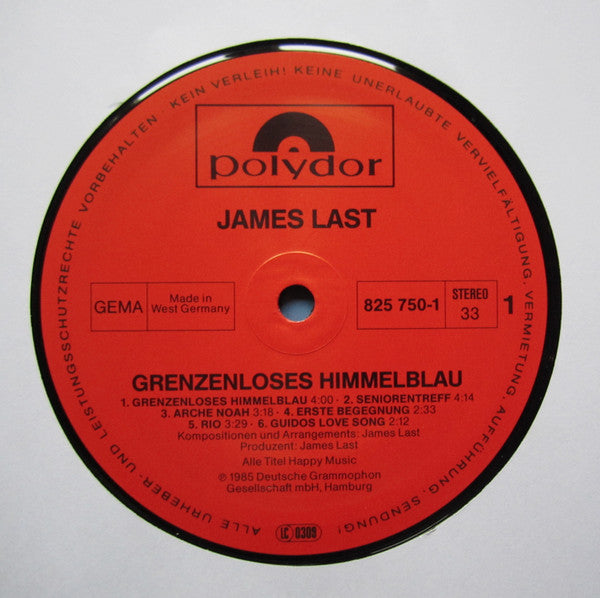 polydor
JAMES LAST
GEMA
Made in
West Germany
825 750-1
STEREO
33
1
GRENZENLOSES HIMMELBLAU
1. GRENZENLOSES HIMMELBLAU 4:00 · 2. SENIORENTREFF 4:14
3. ARCHE NOAH 3:18 · 4. ERSTE BEGEGNUNG 2:33
5. RIO 3:29 · 6. GUIDOS LOVE SONG 2:12
Kompositionen und Arrangements: James Last
Produzent: James Last
Alle Titel Happy Music
℗ 1985 Deutsche Grammophon
Gesellschaft mbH, Hamburg
LC 0309
ALLE URHEBER- UND LEISTUNGSSCHUTZRECHTE VORBEHALTEN · KEIN VERLEIH! KEINE UNERLAUBTE VERVIELFÄLTIGUNG, VERMIETUNG, AUFFÜHRUNG, SENDUNG!